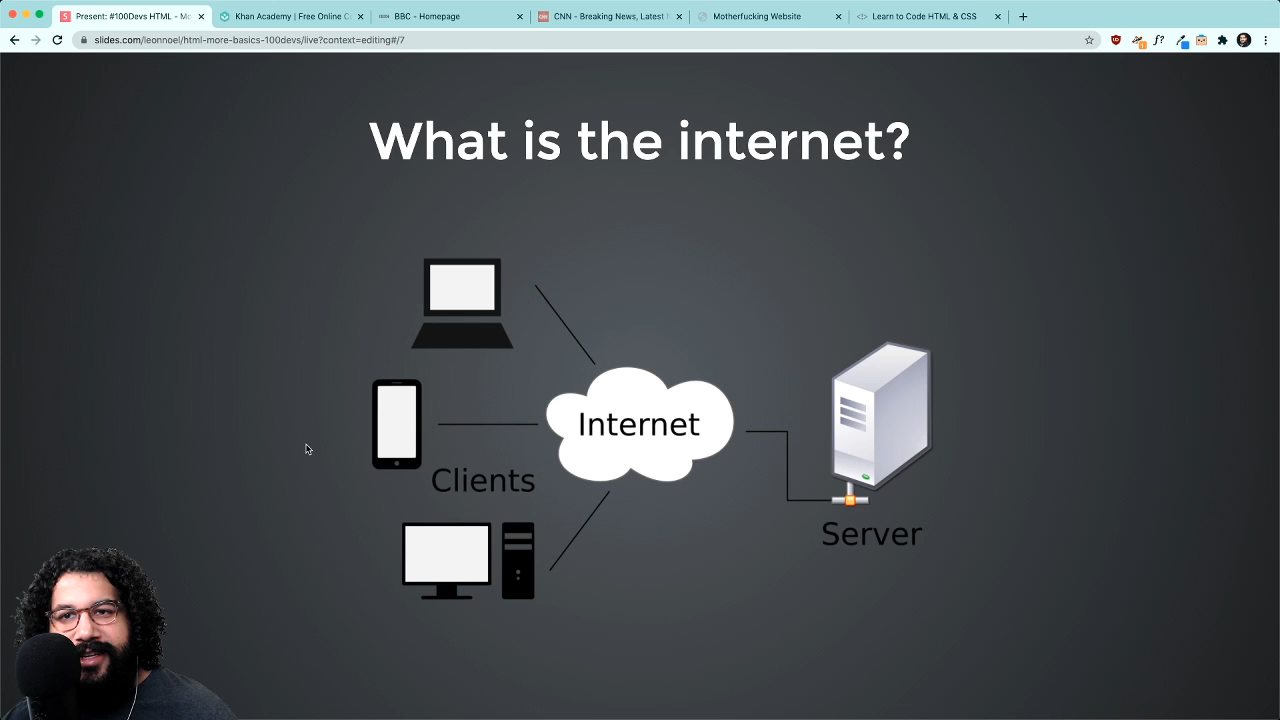 Present: #100Devs HTML - Mo
Khan Academy | Free Online C
BBC - Homepage
CNN - Breaking News, Latest N
Motherfucking Website
Learn to Code HTML & CSS
slides.com/leonnoel/html-more-basics-100devs/live?context=editing#/7
f?
What is the internet?
Internet
Clients
Server